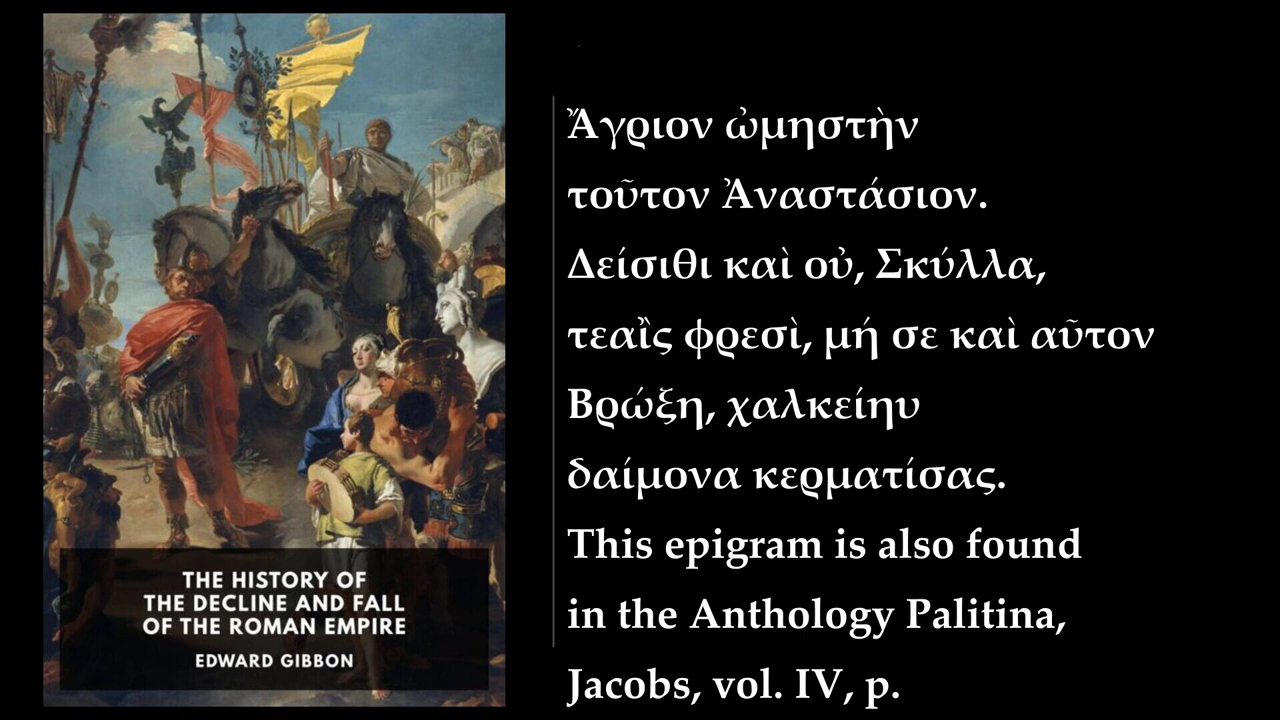 THE HISTORY OF
THE DECLINE AND FALL
OF THE ROMAN EMPIRE
EDWARD GIBBON
Ἄγριον ὠμηστὴν
τοῦτον Ἀναστάσιον.
Δείσιθι καὶ οὐ, Σκύλλα,
τεαἲς φρεσὶ, μή σε καὶ αῦτον
Βρώξη, χαλκείηυ
δαίμονα κερματίσας.
This epigram is also found
in the Anthology Palitina,
Jacobs, vol. IV, p.